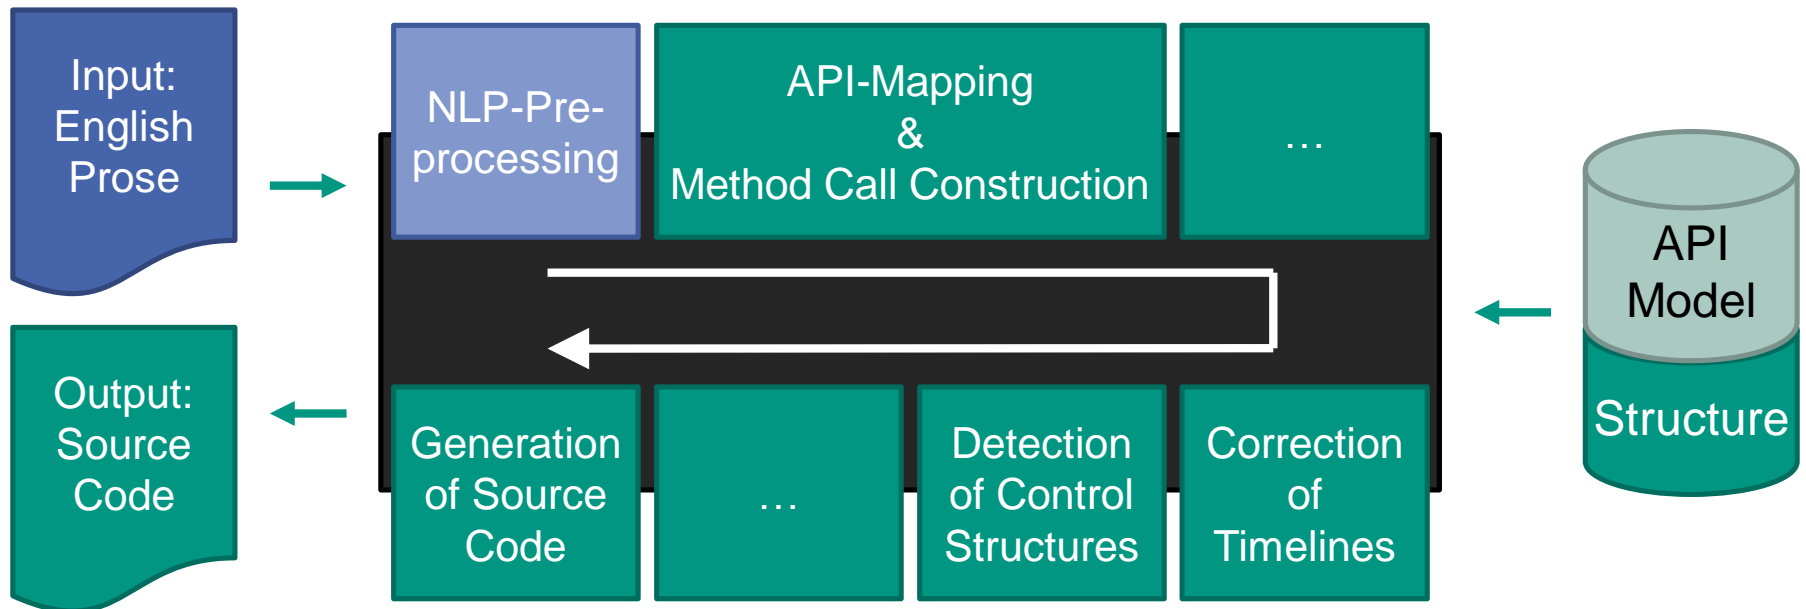 Input:
English
Prose
NLP-Pre-
processing
API-Mapping
&
Method Call Construction
...
API
Model
Structure
Output:
Source
Code
Generation
of Source
Code
...
Detection
of Control
Structures
Correction
of
Timelines